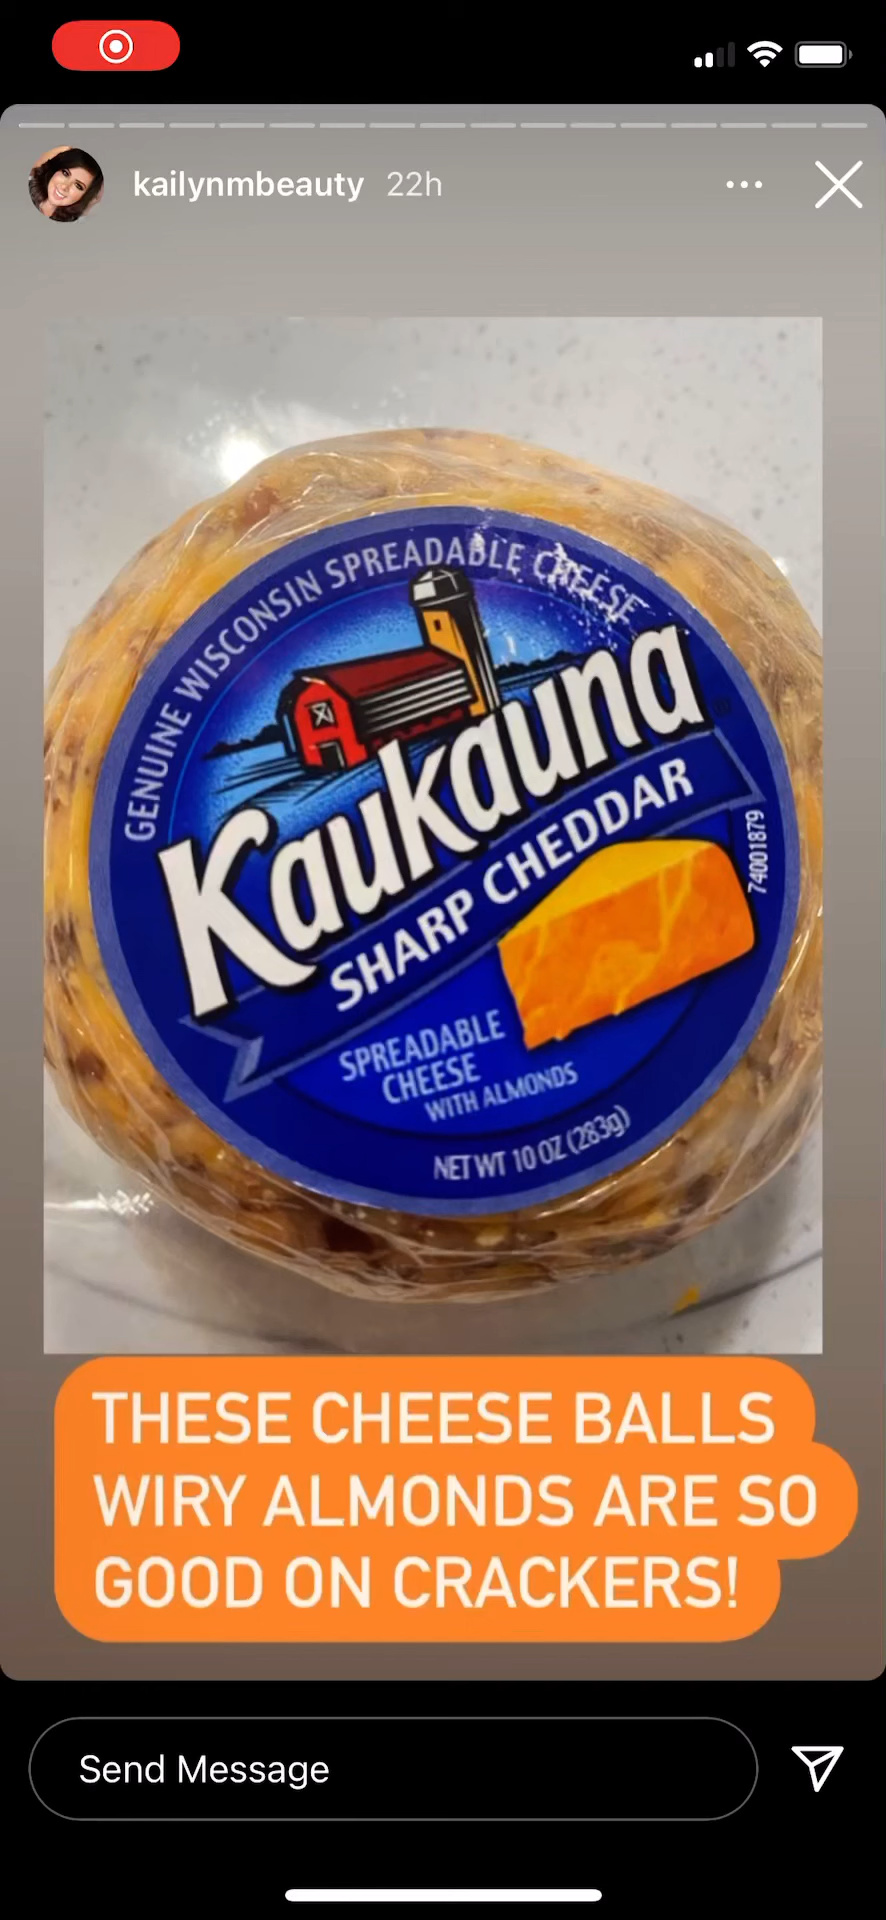 kailynmbeauty 22h
GENUINE WISCONSIN SPREADABLE CHEESE
Kaukauna
SHARP CHEDDAR
74001879
SPREADABLE
CHEESE
WITH ALMONDS
NET WT 10 OZ (283g)
THESE CHEESE BALLS
WIRY ALMONDS ARE SO
GOOD ON CRACKERS!
Send Message